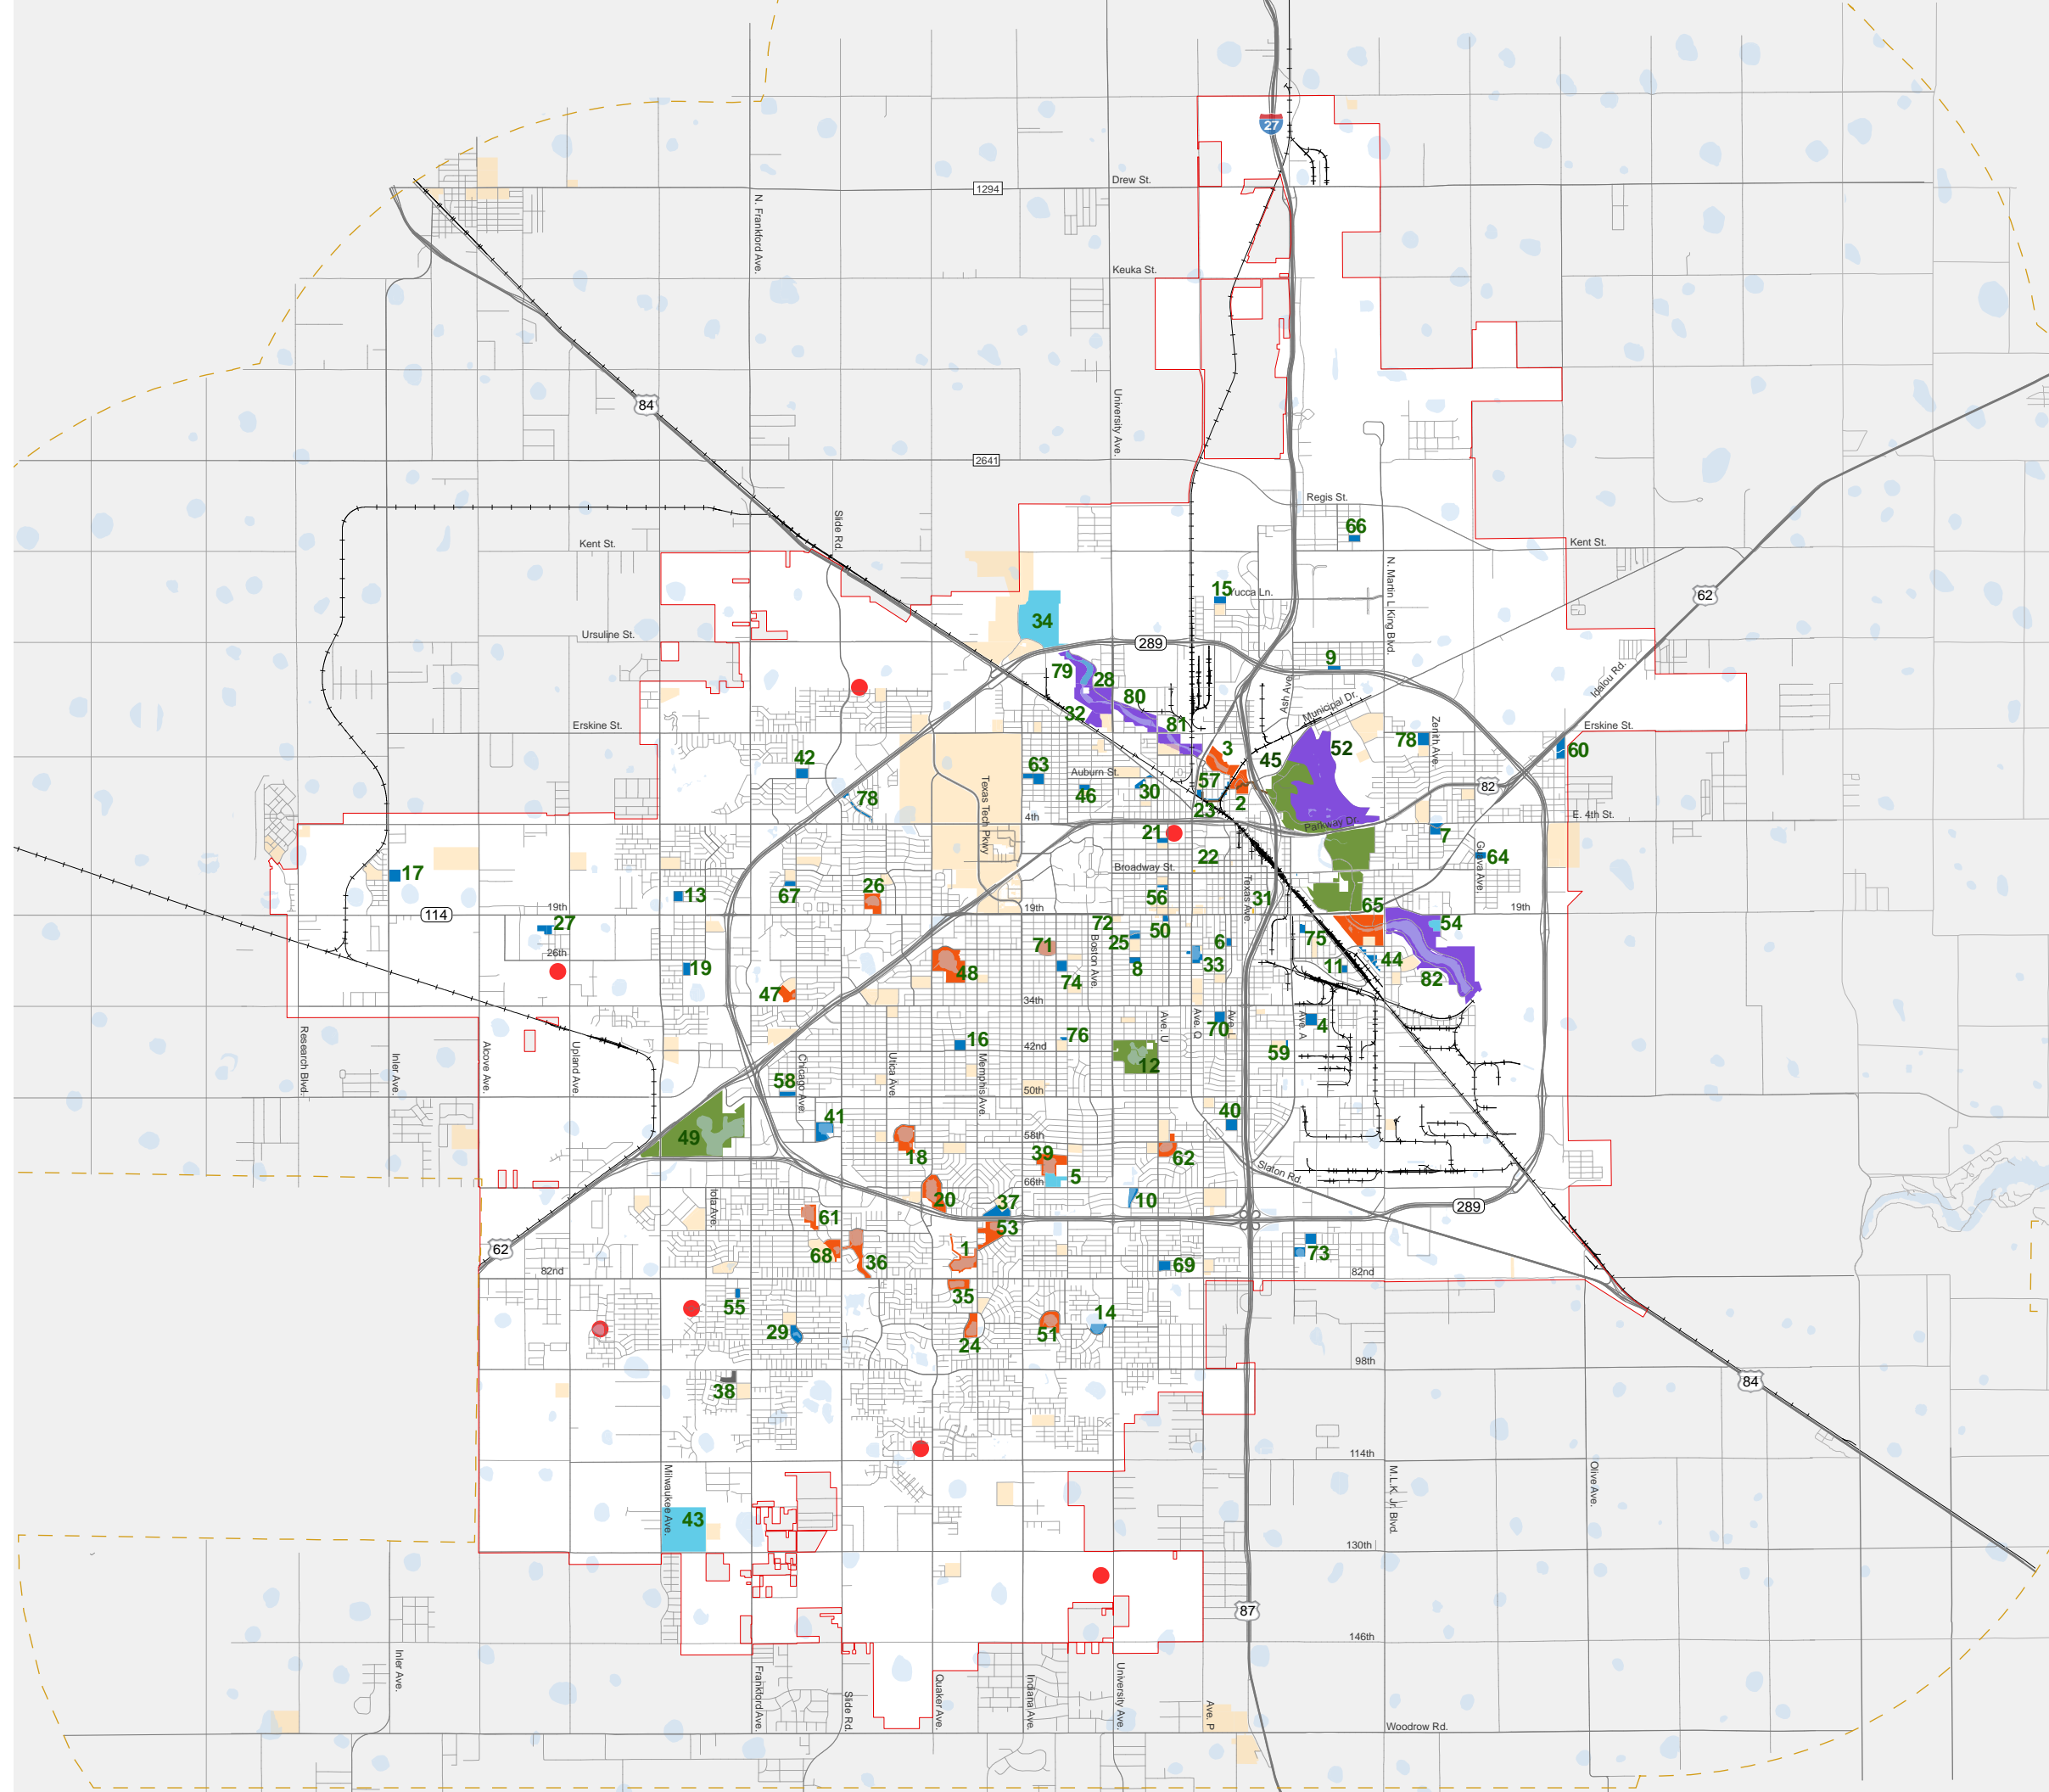 27
Drew St.
1294
N. Frankford Ave.
Keuka St.
84
University Ave.
2641
Regis St.
66
Slide Rd.
Kent St.
Kent St.
N. Martin L King Blvd.
62
15
Yucca Ln.
34
Ursuline St.
289
9
79
28
Idalou Rd.
Ash Ave.
80
32
Municipal Dr.
81
Erskine St.
Zenith Ave.
78
Erskine St.
3
52
60
45
42
63
Auburn St.
57
Texas Tech Pkwy
30
46
82
78
23
2
4th
E. 4th St.
Parkway Dr.
21
7
22
Guava Ave.
64
Broadway St.
17
26
13
67
56
Texas Ave.
31
65
19th
114
19th
19th
27
72
54
50
75
71
25
6
Boston Ave.
26th
44
19
48
8
33
11
74
82
47
34th
Ave. U
Ave. Q
Ave. L
Ave. A
70
4
Research Blvd.
76
16
42nd
59
Inler Ave.
Alcove Ave.
Upland Ave.
Chicago Ave.
Utica Ave.
Memphis Ave.
12
58
50th
41
40
49
58th
18
39
62
Slaton Rd.
5
66th
Iola Ave.
20
37
10
289
61
53
62
68
36
1
73
69
82nd
82nd
35
55
14
29
51
24
98th
38
84
114th
Milwaukee Ave.
M.L.K. Jr. Blvd.
Olive Ave.
43
130th
87
146th
Inler Ave.
Frankford Ave.
Slide Rd.
Quaker Ave.
Indiana Ave.
University Ave.
Ave. P
Woodrow Rd.